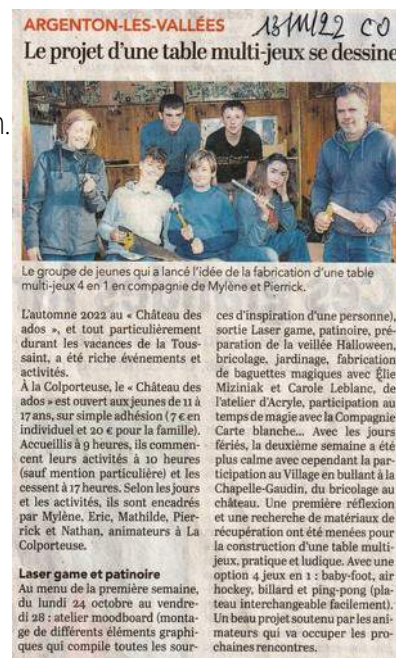 ARGENTON-LES-VALLÉES 13/11/22 CO
Le projet d'une table multi-jeux se dessine
Le groupe de jeunes qui a lancé l'idée de la fabrication d'une table
multi-jeux 4 en 1 en compagnie de Mylène et Pierrick.
L'automne 2022 au « Château des
ados », et tout particulièrement
durant les vacances de la Tous-
saint, a été riche événements et
activités.
À la Colporteuse, le « Château des
ados » est ouvert aux jeunes de 11 à
17 ans, sur simple adhésion (7 € en
individuel et 20 € pour la famille).
Accueillis à 9 heures, ils commen-
cent leurs activités à 10 heures
(sauf mention particulière) et les
cessent à 17 heures. Selon les jours
et les activités, ils sont encadrés
par Mylène, Eric, Mathilde, Pier-
rick et Nathan, animateurs à La
Colporteuse.
Laser game et patinoire
Au menu de la première semaine,
du lundi 24 octobre au vendre-
di 28 : atelier moodboard (monta-
ge de différents éléments graphi-
ques qui compile toutes les sour-
ces d'inspiration d'une personne),
sortie Laser game, patinoire, pré-
paration de la veillée Halloween,
bricolage, jardinage, fabrication
de baguettes magiques avec Élie
Miziniak et Carole Leblanc, de
l'atelier d'Acryle, participation au
temps de magie avec la Compagnie
Carte blanche... Avec les jours
fériés, la deuxième semaine a été
plus calme avec cependant la par-
ticipation au Village en bullant à la
Chapelle-Gaudin, du bricolage au
château. Une première réflexion
et une recherche de matériaux de
récupération ont été menées pour
la construction d'une table multi-
jeux, pratique et ludique. Avec une
option 4 jeux en 1 : baby-foot, air
hockey, billard et ping-pong (pla-
teau interchangeable facilement).
Un beau projet soutenu par les ani-
mateurs qui va occuper les pro-
chaines rencontres.